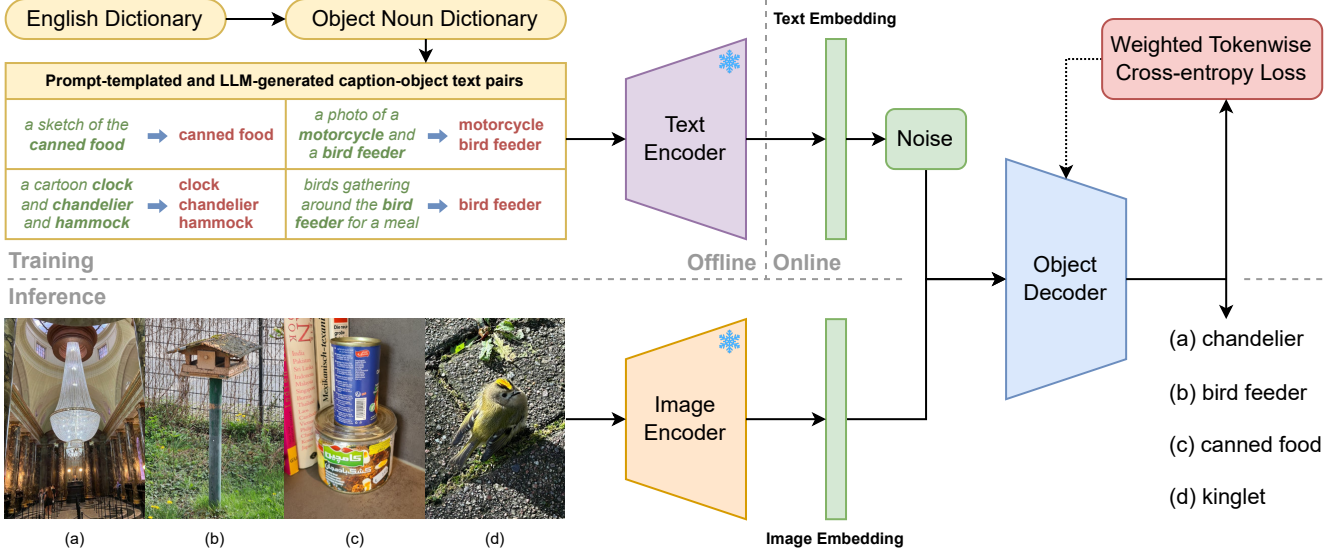 English Dictionary
Object Noun Dictionary
Prompt-templated and LLM-generated caption-object text pairs
a sketch of the
canned food
canned food
a photo of a
motorcycle and
a bird feeder
motorcycle
bird feeder
a cartoon clock
and chandelier
and hammock
clock
chandelier
hammock
birds gathering
around the bird
feeder for a meal
bird feeder
Text
Encoder
Text Embedding
Noise
Weighted Tokenwise
Cross-entropy Loss
Object
Decoder
Training
Offline
Online
Inference
Mexikanisch-texani
Image
Encoder
Image Embedding
(a) chandelier
(b) bird feeder
(c) canned food
(d) kinglet
(a)
(b)
(c)
(d)